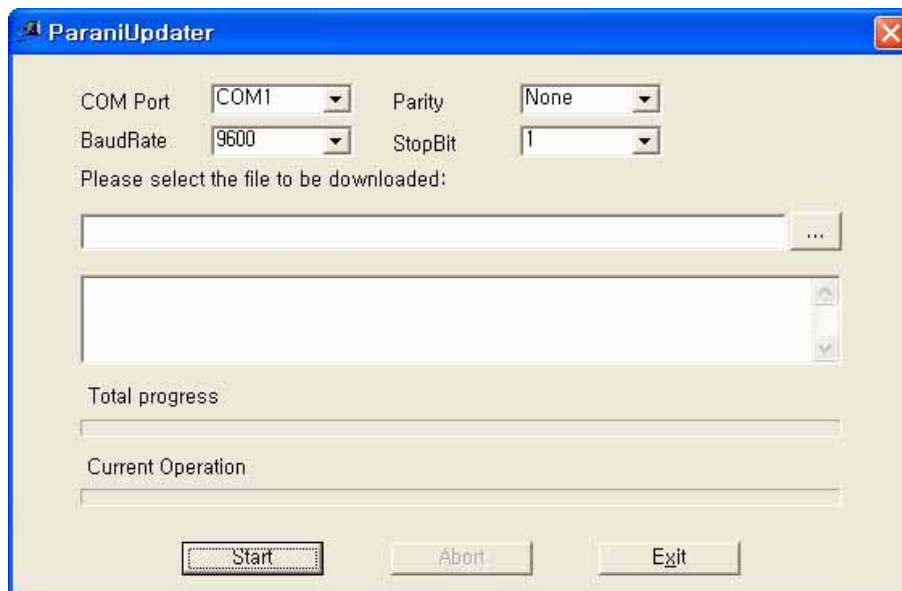 ParaniUpdater
COM Port COM1 Parity None
BaudRate 9600 StopBit 1
Please select the file to be downloaded:
...
Total progress
Current Operation
Start Abort Exit